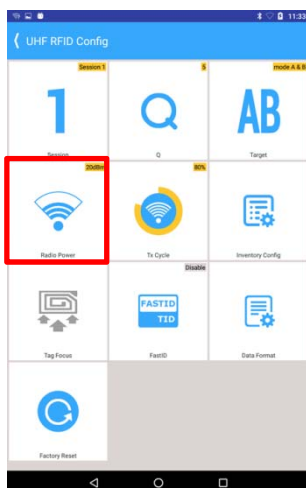 11:33
UHF RFID Config
Session 1
1
Session
5
Q
Q
mode A & B
AB
Target
20dBm
Radio Power
80%
Tx Cycle
Inventory Config
Tag Focus
Disable
FASTID
TID
FastID
Data Format
Factory Reset